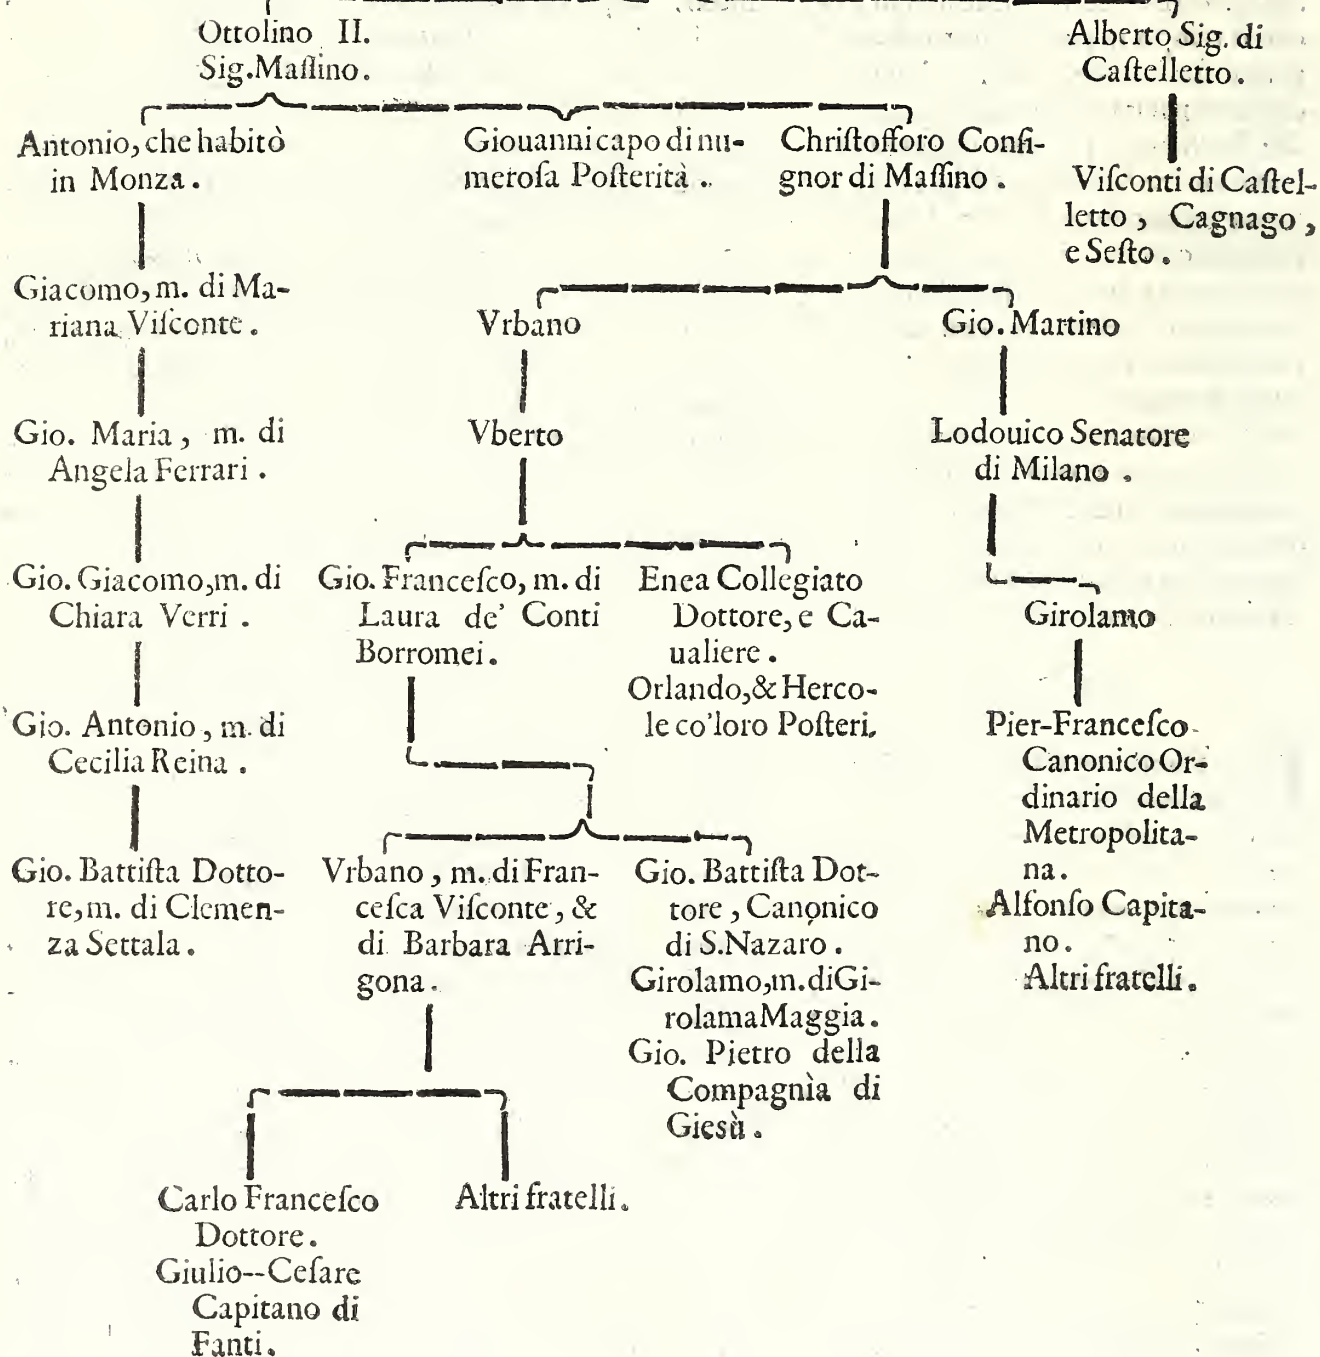 Ottolino II.
Sig.Maſſino.
Alberto Sig. di
Caſtelletto.
Antonio, che habitò
in Monza.
Giouanni capo di nu-
meroſa Poſterità.
Chriſtofforo Conſi-
gnor di Maſſino.
Viſconti di Caſtel-
letto, Cagnago,
e Seſto.
Giacomo, m. di Ma-
riana Viſconte.
Vrbano
Gio. Martino
Gio. Maria, m. di
Angela Ferrari.
Vberto
Lodouico Senatore
di Milano.
Gio. Giacomo, m. di
Chiara Verri.
Gio. Franceſco, m. di
Laura de' Conti
Borromei.
Enea Collegiato
Dottore, e Ca-
ualiere.
Orlando, & Herco-
le co'loro Poſteri.
Girolamo
Gio. Antonio, m. di
Cecilia Reina.
Pier-Franceſco
Canonico Or-
dinario della
Metropolita-
na.
Alfonſo Capita-
no.
Altri fratelli.
Gio. Battiſta Dotto-
re, m. di Clemen-
za Settala.
Vrbano, m. di Fran-
ceſca Viſconte, &
di Barbara Arri-
gona.
Gio. Battiſta Dot-
tore, Canonico
di S. Nazaro.
Girolamo, m. di Gi-
rolama Maggia.
Gio. Pietro della
Compagnìa di
Giesù.
Carlo Franceſco
Dottore.
Giulio--Ceſare
Capitano di
Fanti.
Altri fratelli.